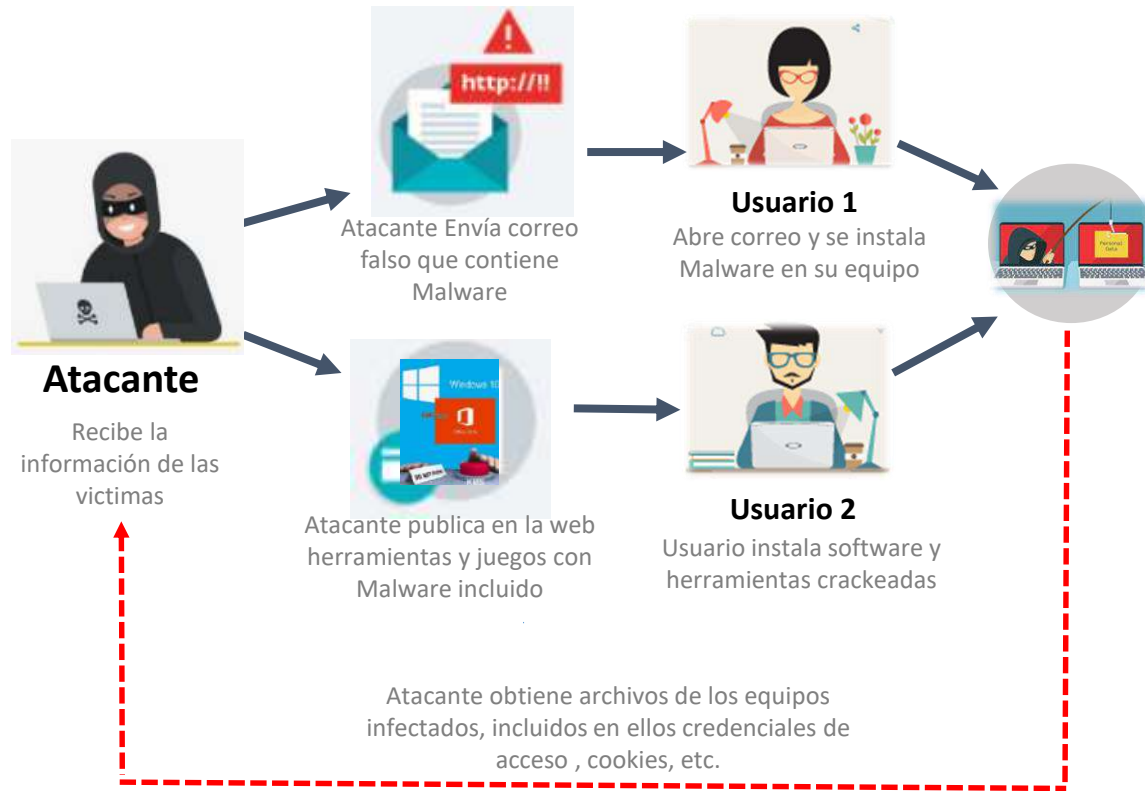 http://!!
Atacante Envía correo
falso que contiene
Malware
Usuario 1
Abre correo y se instala
Malware en su equipo
Personal
Data
Atacante
Recibe la
información de las
victimas
Windows 10
Atacante publica en la web
herramientas y juegos con
Malware incluido
Usuario 2
Usuario instala software y
herramientas crackeadas
Atacante obtiene archivos de los equipos
infectados, incluidos en ellos credenciales de
acceso , cookies, etc.